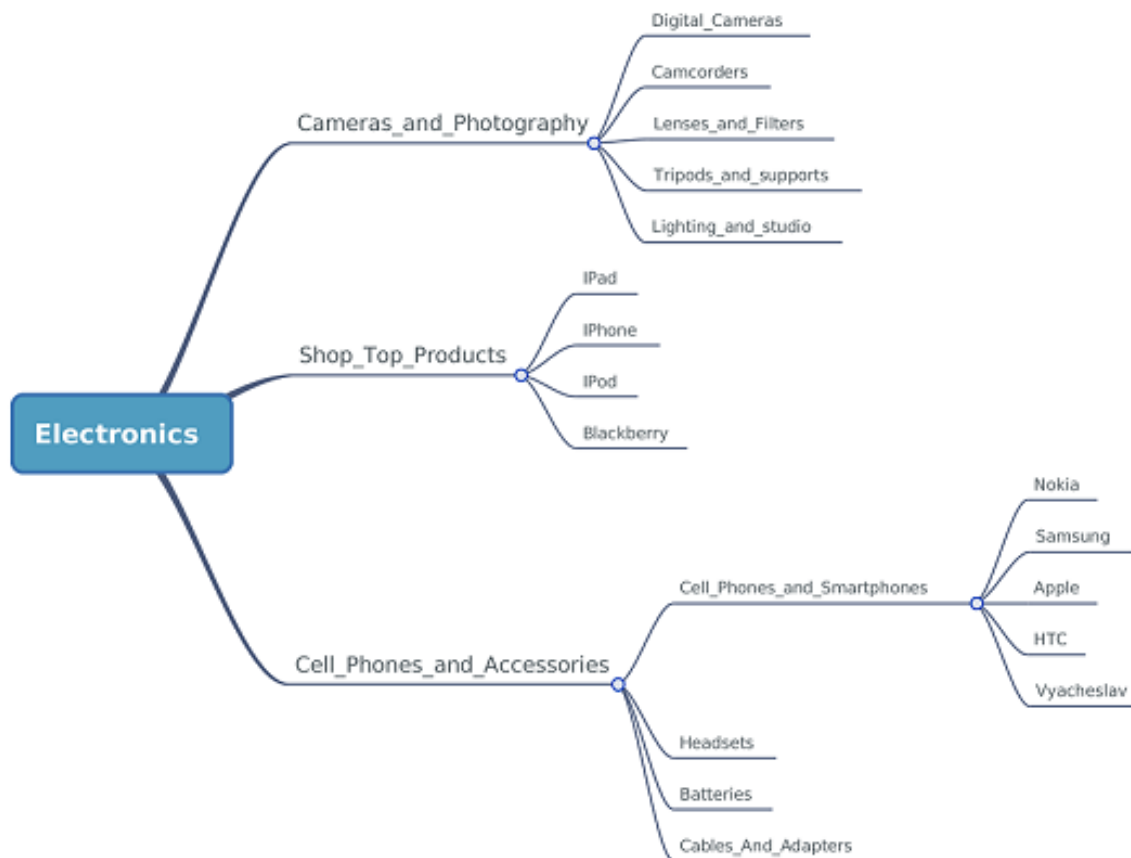 Electronics
Cameras_and_Photography
Digital_Cameras
Camcorders
Lenses_and_Filters
Tripods_and_supports
Lighting_and_studio
Shop_Top_Products
IPad
IPhone
IPod
Blackberry
Cell_Phones_and_Accessories
Cell_Phones_and_Smartphones
Nokia
Samsung
Apple
HTC
Vyacheslav
Headsets
Batteries
Cables_And_Adapters